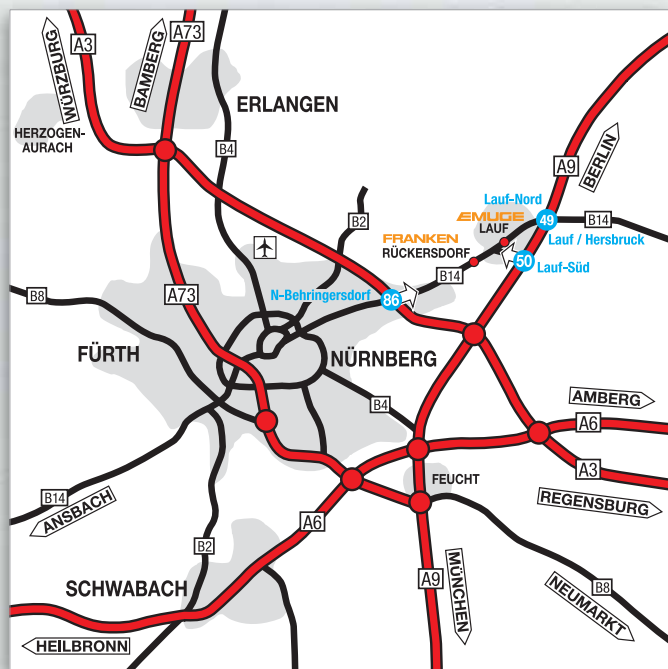 A3
A73
WÜRZBURG
BAMBERG
ERLANGEN
HERZOGEN-
AURACH
B4
A9
BERLIN
Lauf-Nord
B2
49
B14
EMUGE
LAUF
Lauf / Hersbruck
FRANKEN
RÜCKERSDORF
50
Lauf-Süd
B14
B8
A73
N-Behringersdorf
86
FÜRTH
NÜRNBERG
AMBERG
B4
A6
A3
REGENSBURG
FEUCHT
B14
ANSBACH
A6
B2
A9
MÜNCHEN
SCHWABACH
B8
NEUMARKT
HEILBRONN